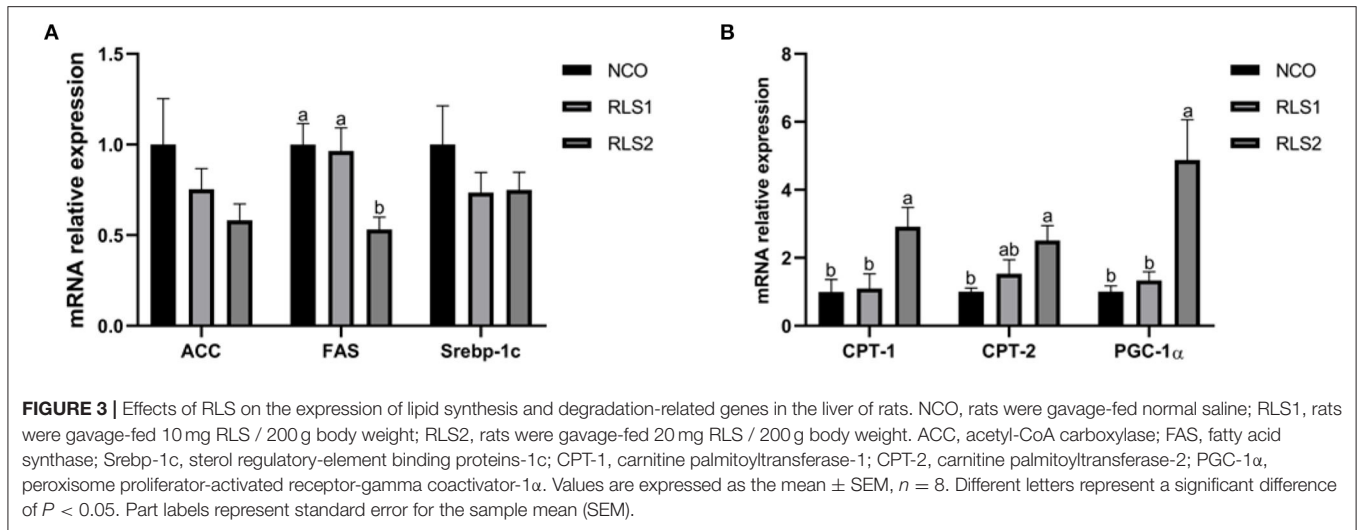 A
mRNA relative expression
1.5
1.0
0.5
0.0
a
a
b
ACC
FAS
Srebp-1c
NCO
RLS1
RLS2
B
mRNA relative expression
8
6
4
2
0
b
b
a
b
ab
a
b
b
a
CPT-1
CPT-2
PGC-1α
NCO
RLS1
RLS2
FIGURE 3 | Effects of RLS on the expression of lipid synthesis and degradation-related genes in the liver of rats. NCO, rats were gavage-fed normal saline; RLS1, rats
were gavage-fed 10 mg RLS / 200 g body weight; RLS2, rats were gavage-fed 20 mg RLS / 200 g body weight. ACC, acetyl-CoA carboxylase; FAS, fatty acid
synthase; Srebp-1c, sterol regulatory-element binding proteins-1c; CPT-1, carnitine palmitoyltransferase-1; CPT-2, carnitine palmitoyltransferase-2; PGC-1α,
peroxisome proliferator-activated receptor-gamma coactivator-1α. Values are expressed as the mean ± SEM, n = 8. Different letters represent a significant difference
of P < 0.05. Part labels represent standard error for the sample mean (SEM).